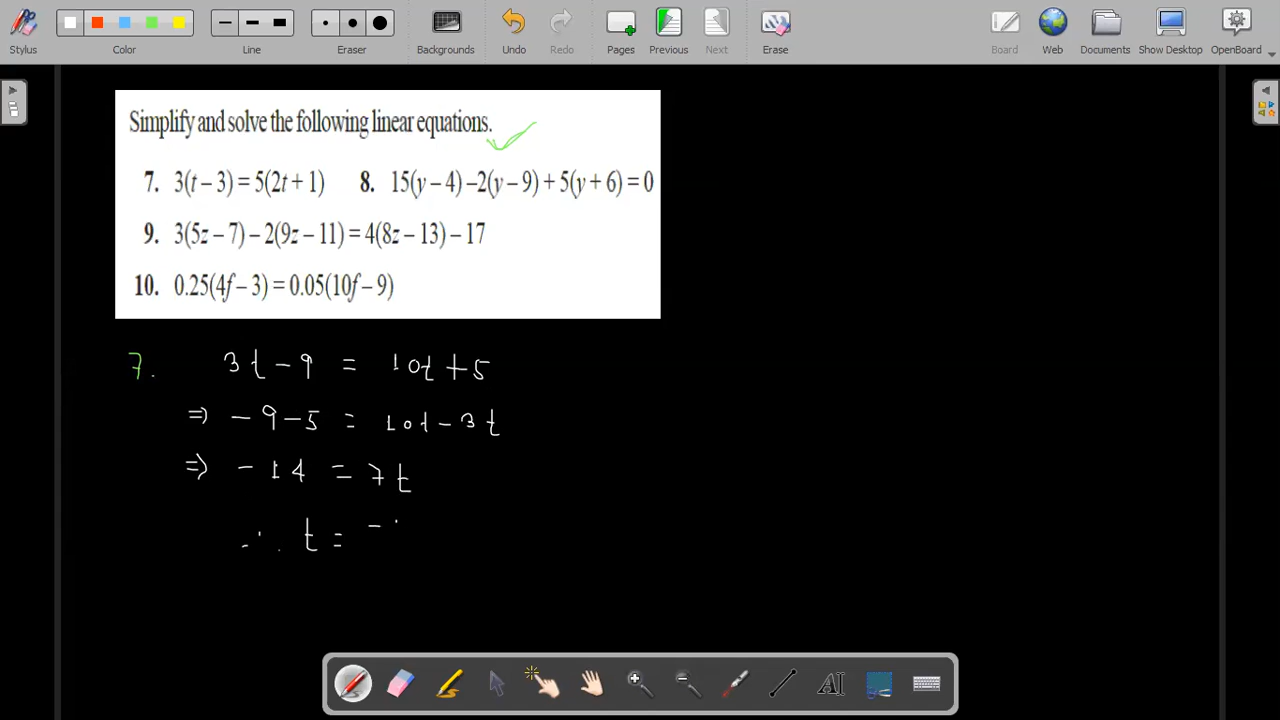 Stylus Color Line Eraser Backgrounds Undo Redo Pages Previous Next Erase Board Web Documents Show Desktop OpenBoard
Simplify and solve the following linear equations.
7. 3(t – 3) = 5(2t + 1) 8. 15(y – 4) –2(y – 9) + 5(y + 6) = 0
9. 3(5z – 7) – 2(9z – 11) = 4(8z – 13) – 17
10. 0.25(4f – 3) = 0.05(10f – 9)
7. 3t - 9 = 10t + 5
⇒ - 9 - 5 = 10t - 3t
⇒ - 14 = 7t
∴ t = -